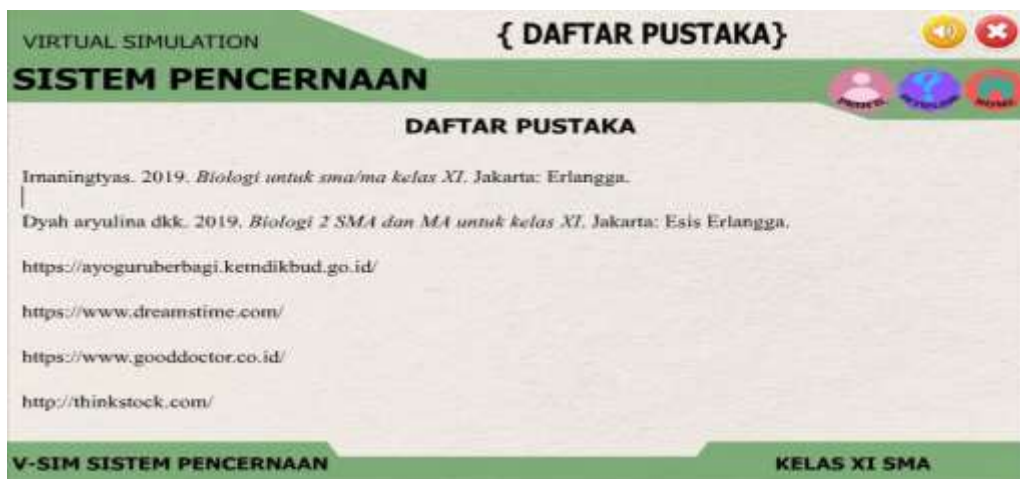 VIRTUAL SIMULATION
{ DAFTAR PUSTAKA}
SISTEM PENCERNAAN
DAFTAR PUSTAKA
Irnaningtyas. 2019. Biologi untuk sma/ma kelas XI. Jakarta: Erlangga.
Dyah aryulina dkk. 2019. Biologi 2 SMA dan MA untuk kelas XI. Jakarta: Esis Erlangga.
https://ayoguruberbagi.kemdikbud.go.id/
https://www.dreamstime.com/
https://www.gooddoctor.co.id/
http://thinkstock.com/
V-SIM SISTEM PENCERNAAN
KELAS XI SMA